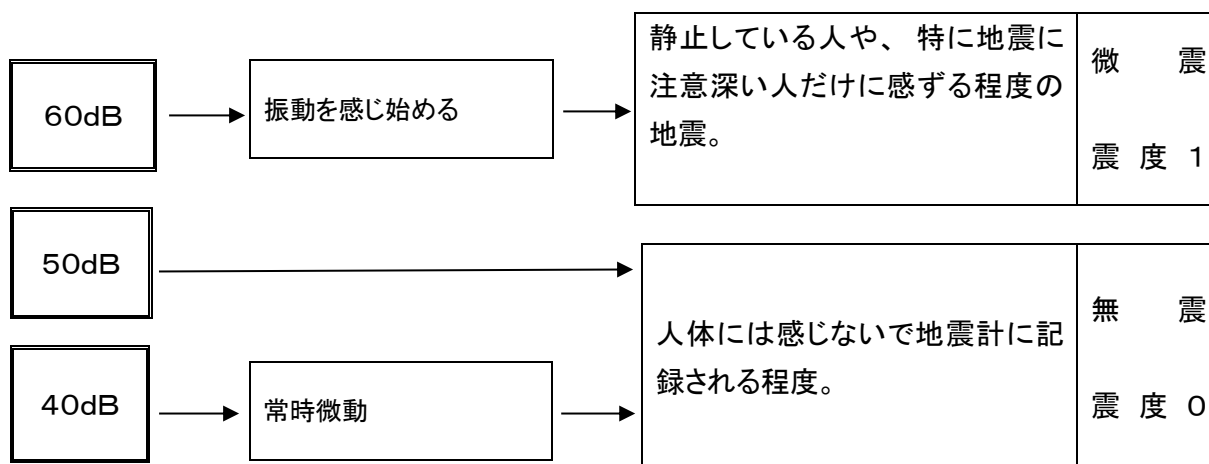 60dB
振動を感じ始める
静止している人や、 特に地震に
注意深い人だけに感ずる程度の
地震。
微 震
震 度 1
50dB
40dB
常時微動
人体には感じないで地震計に記
録される程度。
無 震
震 度 0